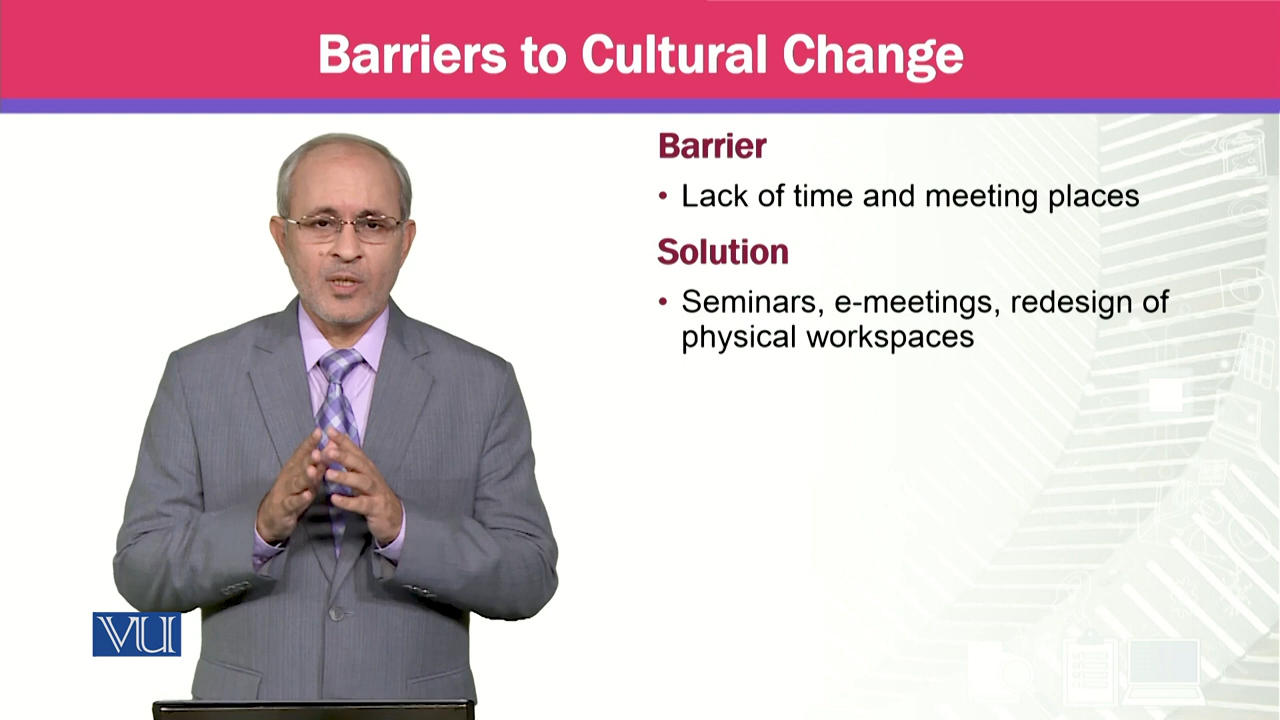 Barriers to Cultural Change
Barrier
• Lack of time and meeting places
Solution
• Seminars, e-meetings, redesign of
physical workspaces
VU